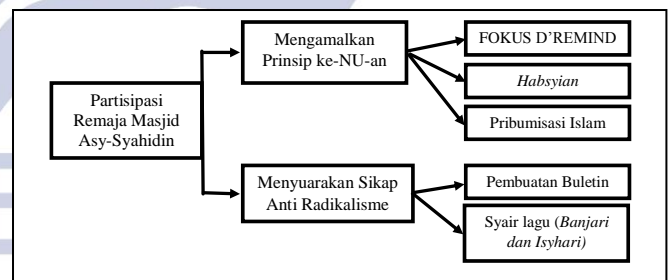 Partisipasi
Remaja Masjid
Asy-Syahidin
Mengamalkan
Prinsip ke-NU-an
FOKUS D'REMIND
Habsyian
Pribumisasi Islam
Menyuarakan Sikap
Anti Radikalisme
Pembuatan Buletin
Syair lagu (Banjari
dan Isyhari)